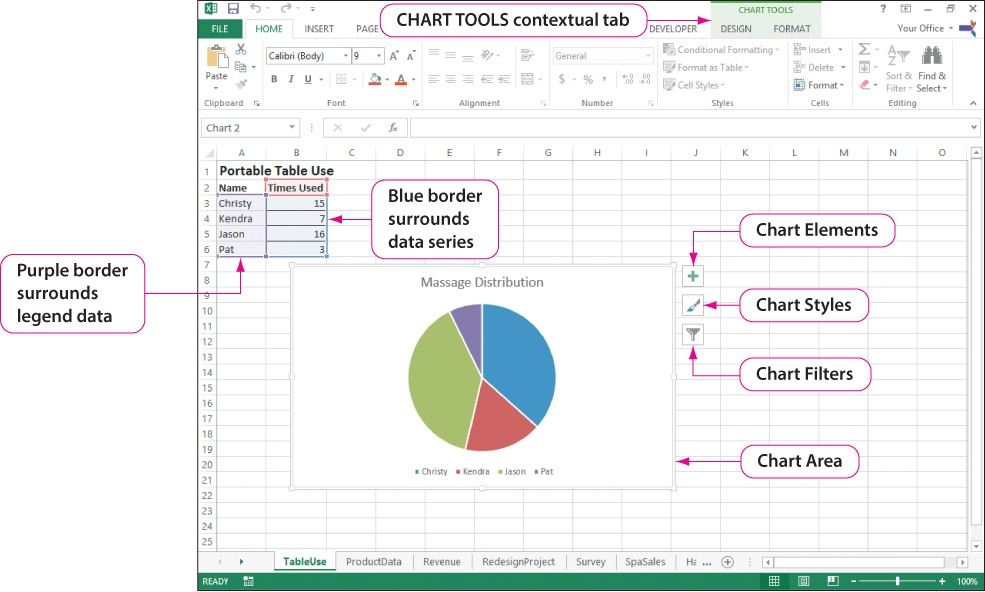 CHART TOOLS contextual tab
CHART TOOLS
FILE HOME INSERT PAGE DEVELOPER DESIGN FORMAT Your Office
Calibri (Body) 9 A A General Conditional Formatting Insert
Paste B I U A $ % , Format as Table Delete Sort & Find &
Cell Styles Format Filter Select
Clipboard Font Alignment Number Styles Cells Editing
Chart 2 fx
A B C D E F G H I J K L M N O
1 Portable Table Use
2 Name Times Used
3 Christy 15
4 Kendra 7
5 Jason 16
6 Pat 3
7
8
9
10
11
12
13
14
15
16
17
18
19
20
21
22
23
24
25
Blue border
surrounds
data series
Purple border
surrounds
legend data
Chart Elements
Chart Styles
Chart Filters
Chart Area
Massage Distribution
Christy Kendra Jason Pat
TableUse ProductData Revenue RedesignProject Survey SpaSales Ha ...
READY 100%